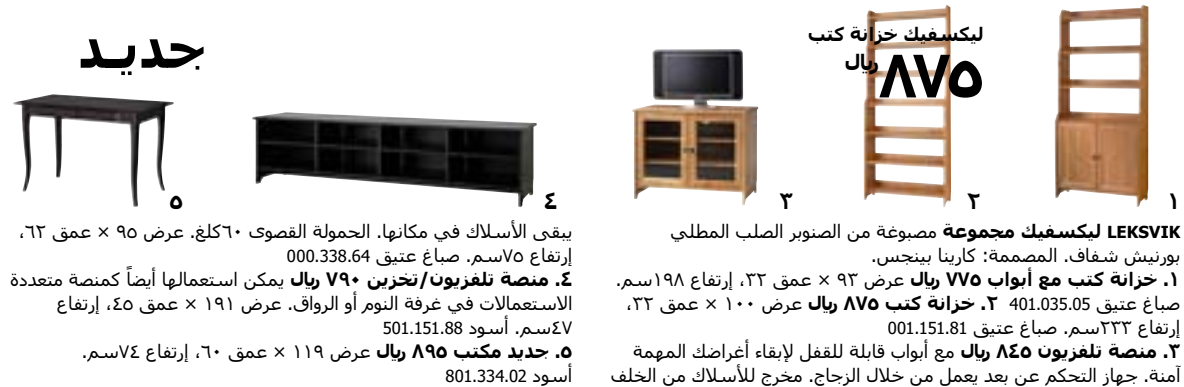 ليكسفيك خزانة كتب
٨٧٥ ريال
جديـد
١
٢
٣
٤
٥
LEKSVIK ليكسفيك مجموعة مصبوغة من الصنوبر الصلب المطلي
بورنيش شفاف. المصممة: كارينا بينجس.
١. خزانة كتب مع أبواب ٧٧٥ ريال عرض ٩٣ × عمق ٣٢، إرتفاع ١٩٨سم.
صباغ عتيق 401.035.05 ٢. خزانة كتب ٨٧٥ ريال عرض ١٠٠ × عمق ٣٢،
إرتفاع ٢٣٣سم. صباغ عتيق 001.151.81
٣. منصة تلفزيون ٨٤٥ ريال مع أبواب قابلة للقفل لإبقاء أغراضك المهمة
آمنة. جهاز التحكم عن بعد يعمل من خلال الزجاج. مخرج للأسلاك من الخلف
يبقى الأسلاك في مكانها. الحمولة القصوى ٦٠كلغ. عرض ٩٥ × عمق ٦٢،
إرتفاع ٧٥سم. صباغ عتيق 000.338.64
٤. منصة تلفزيون/تخزين ٧٩٠ ريال يمكن استعمالها أيضاً كمنصة متعددة
الاستعمالات في غرفة النوم أو الرواق. عرض ١٩١ × عمق ٤٥، إرتفاع
٤٧سم. أسود 501.151.88
٥. جديد مكتب ٨٩٥ ريال عرض ١١٩ × عمق ٦٠، إرتفاع ٧٤سم.
أسود 801.334.02